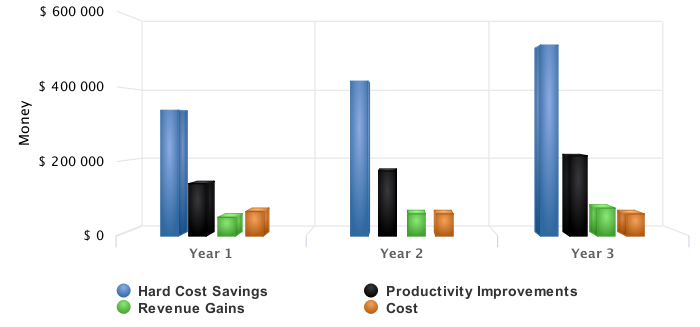 $ 600 000
$ 400 000
$ 200 000
$ 0
Money
Year 1 Year 2 Year 3
Hard Cost Savings Productivity Improvements
Revenue Gains Cost